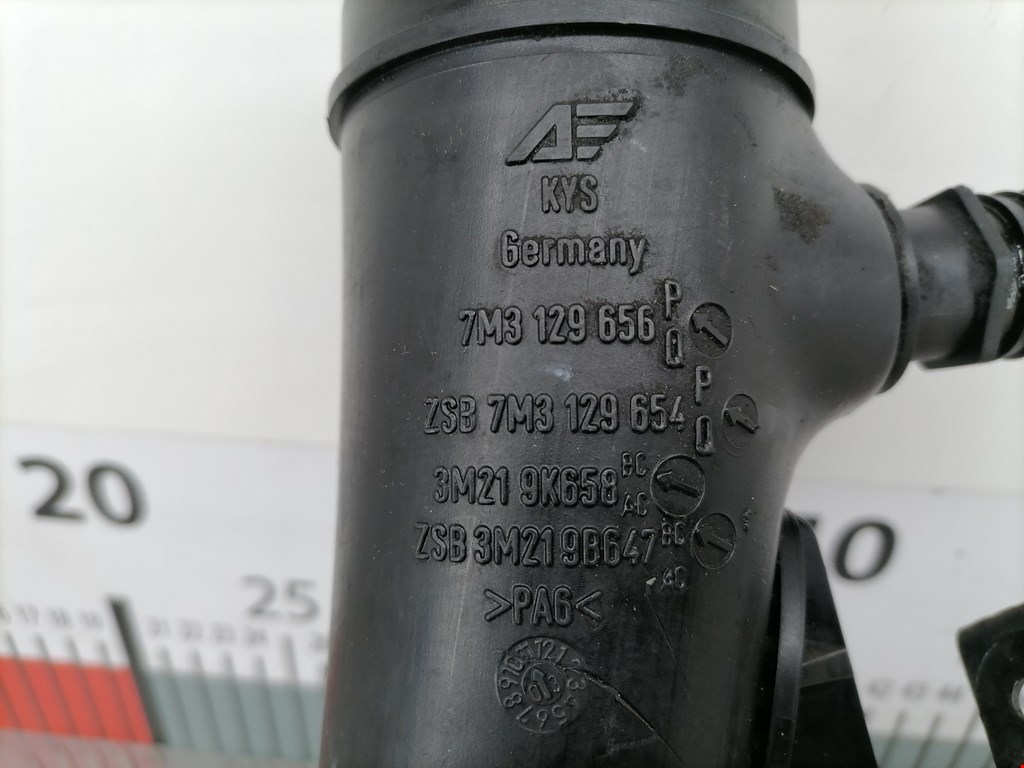 AF
KYS
Germany
7M3 129 656 P Q
ZSB 7M3 129 654 P Q
3M21 9K658 BC AC
ZSB 3M21 9B647 BC AC
>PA6<
20
25